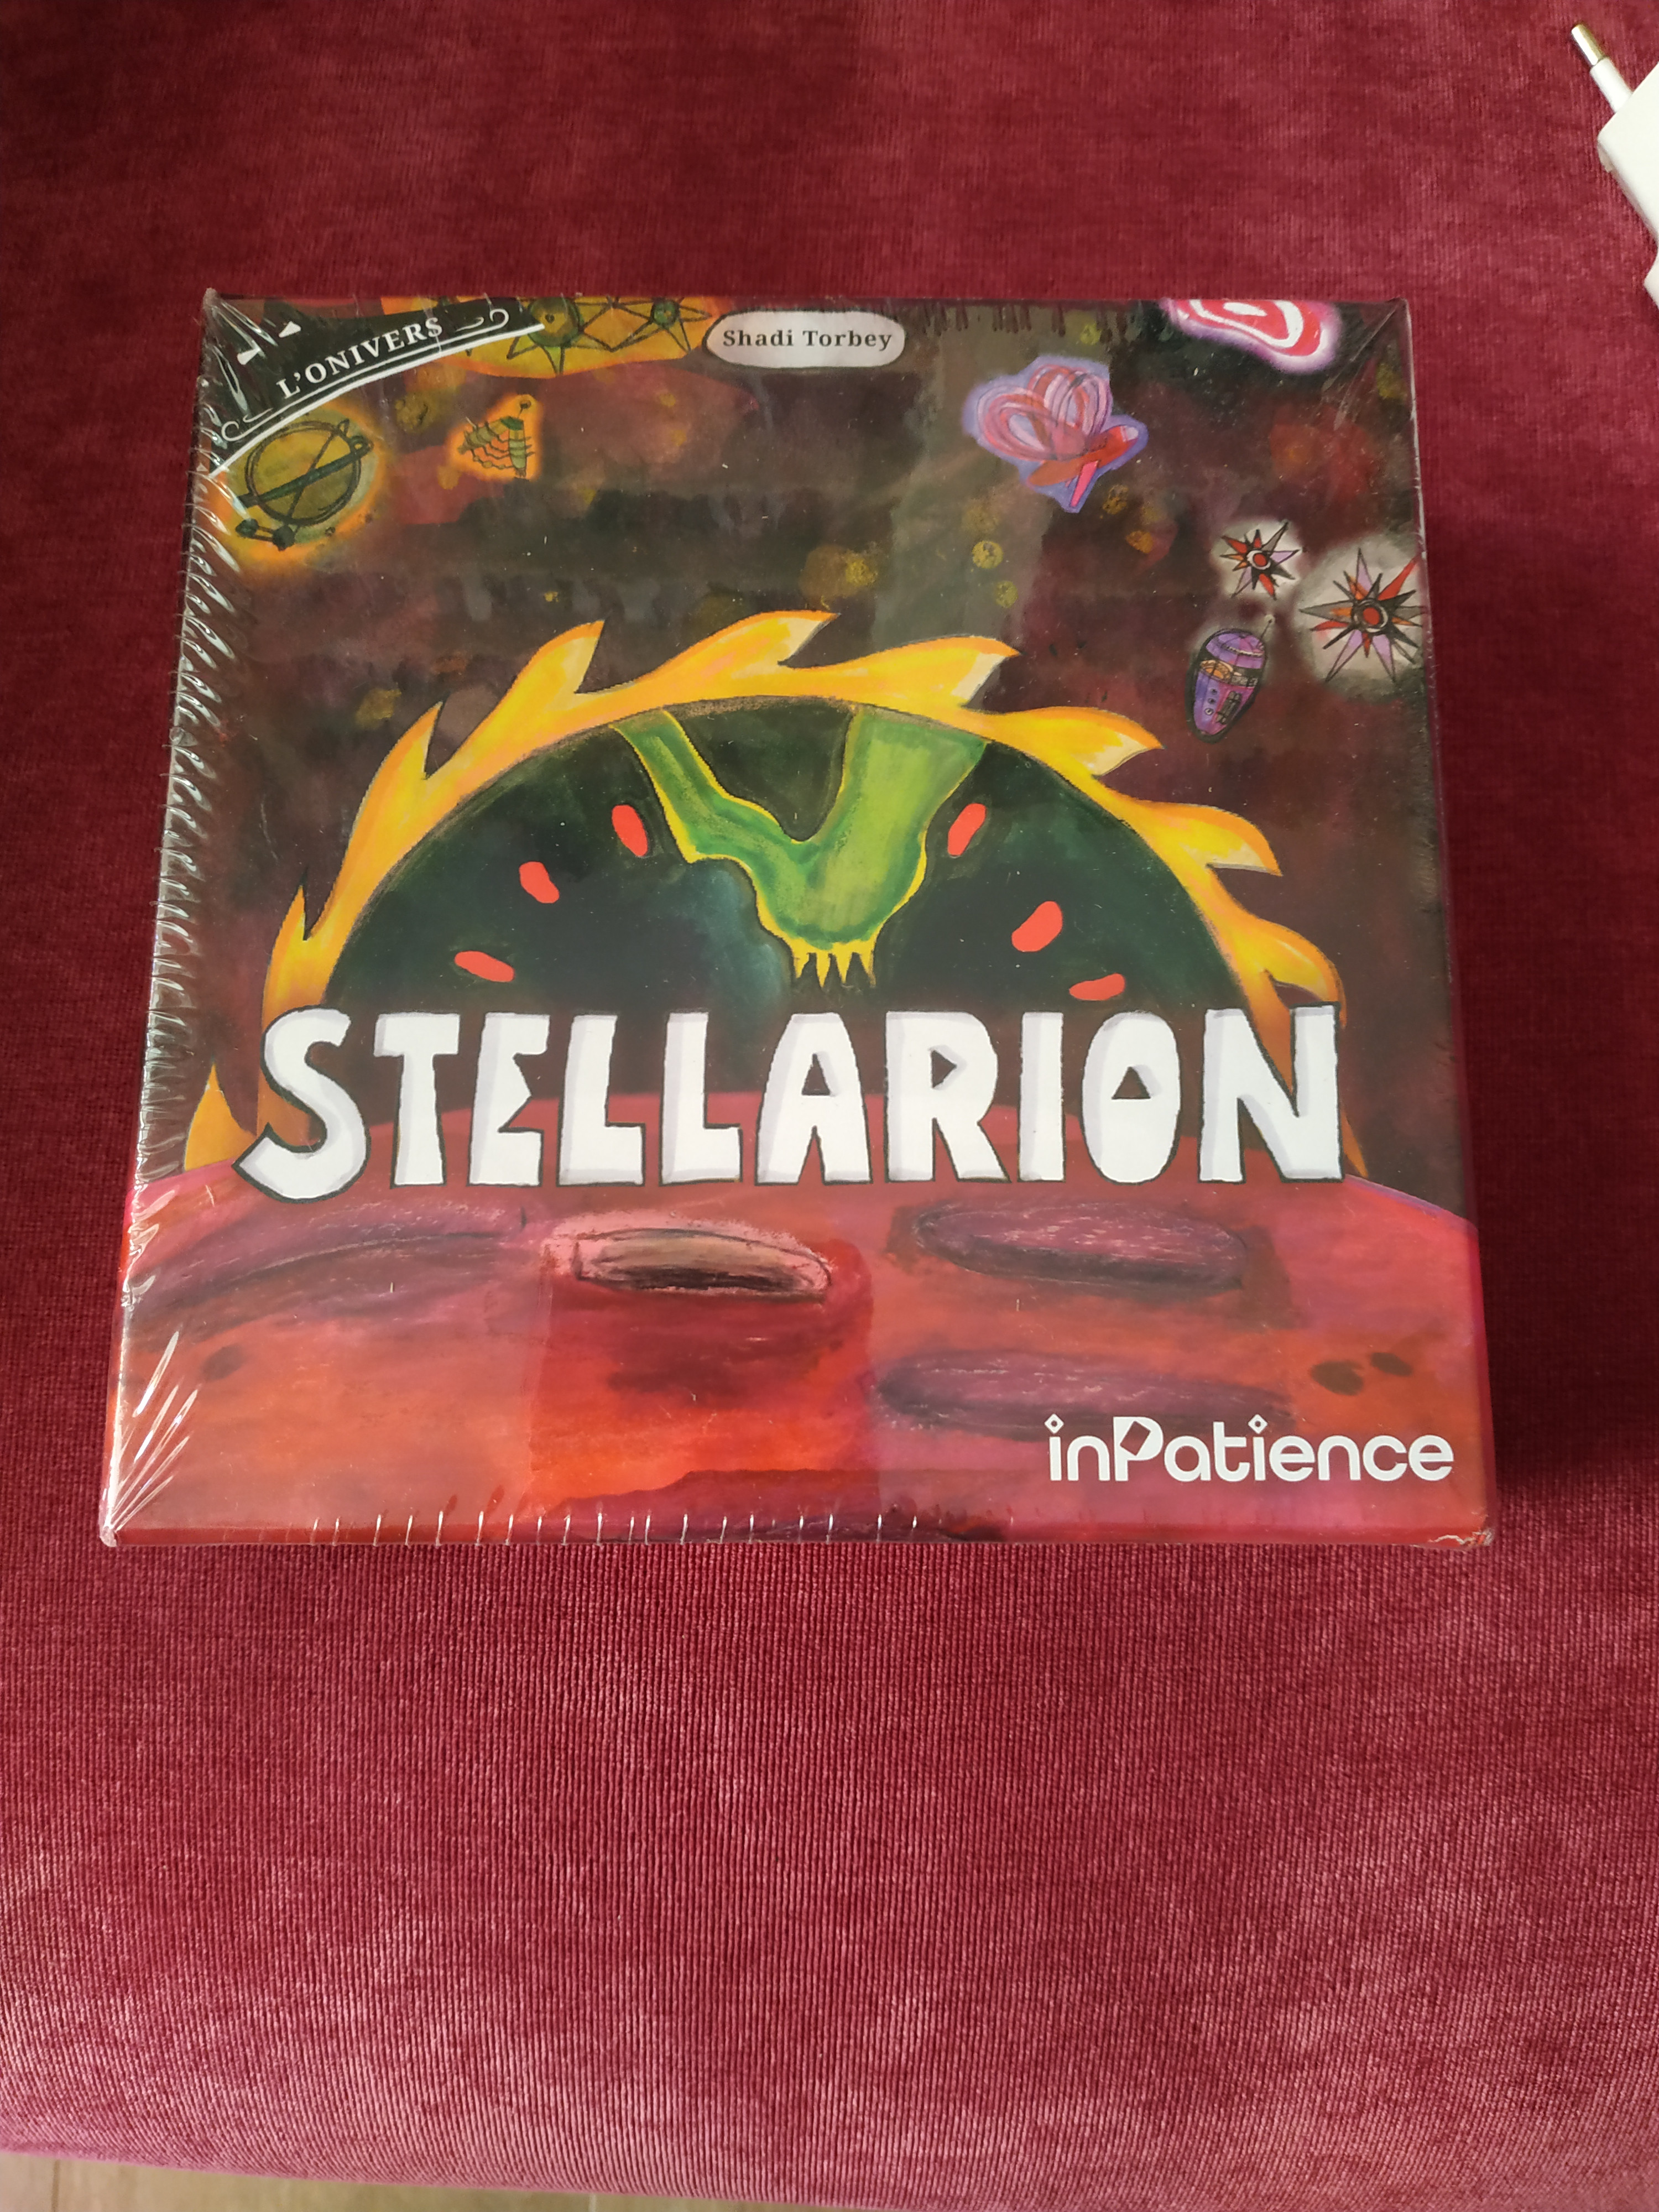 L'ONIVERS
Shadi Torbey
STELLARION
inPatience